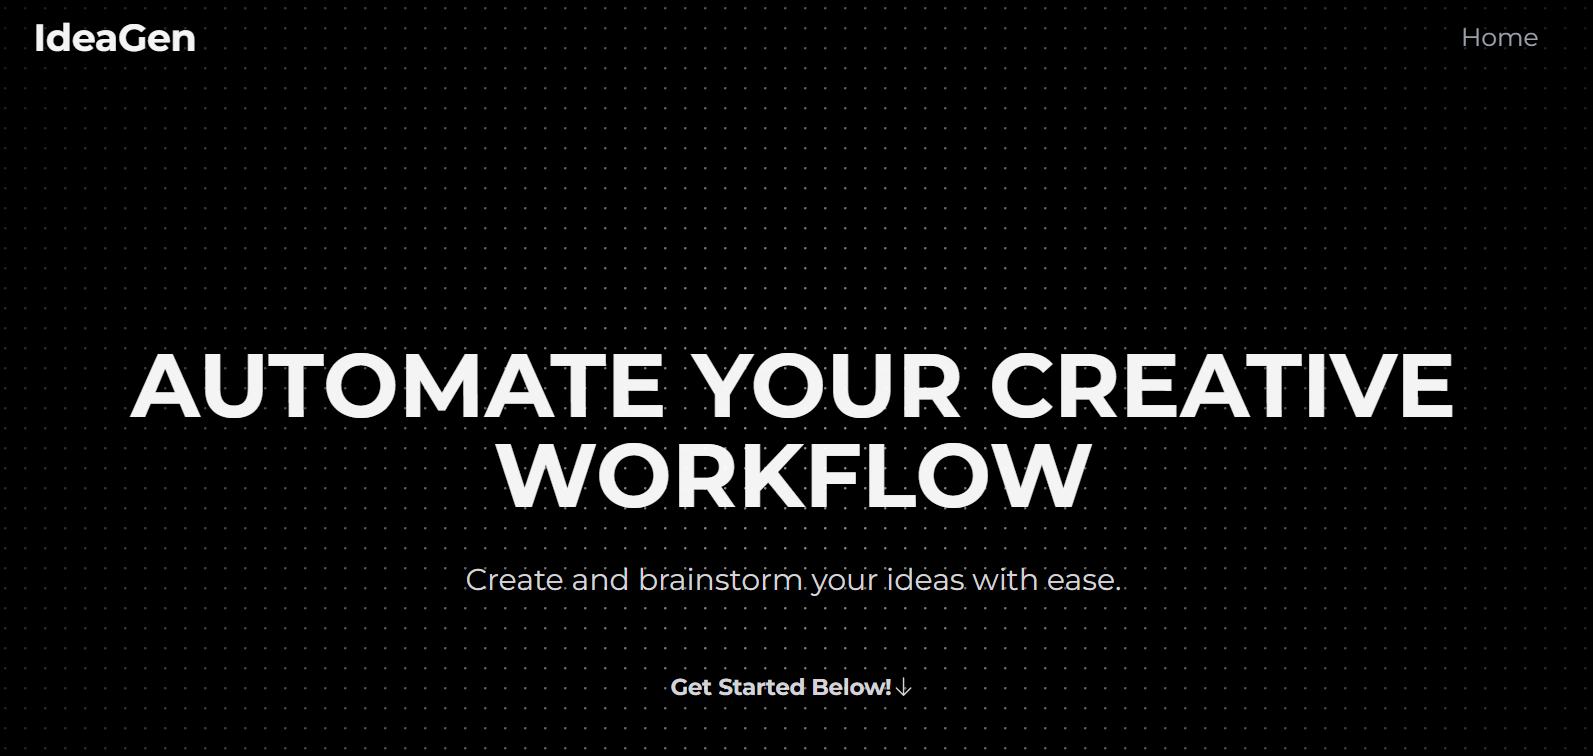 IdeaGen
Home
AUTOMATE YOUR CREATIVE
WORKFLOW
Create and brainstorm your ideas with ease.
Get Started Below!↓